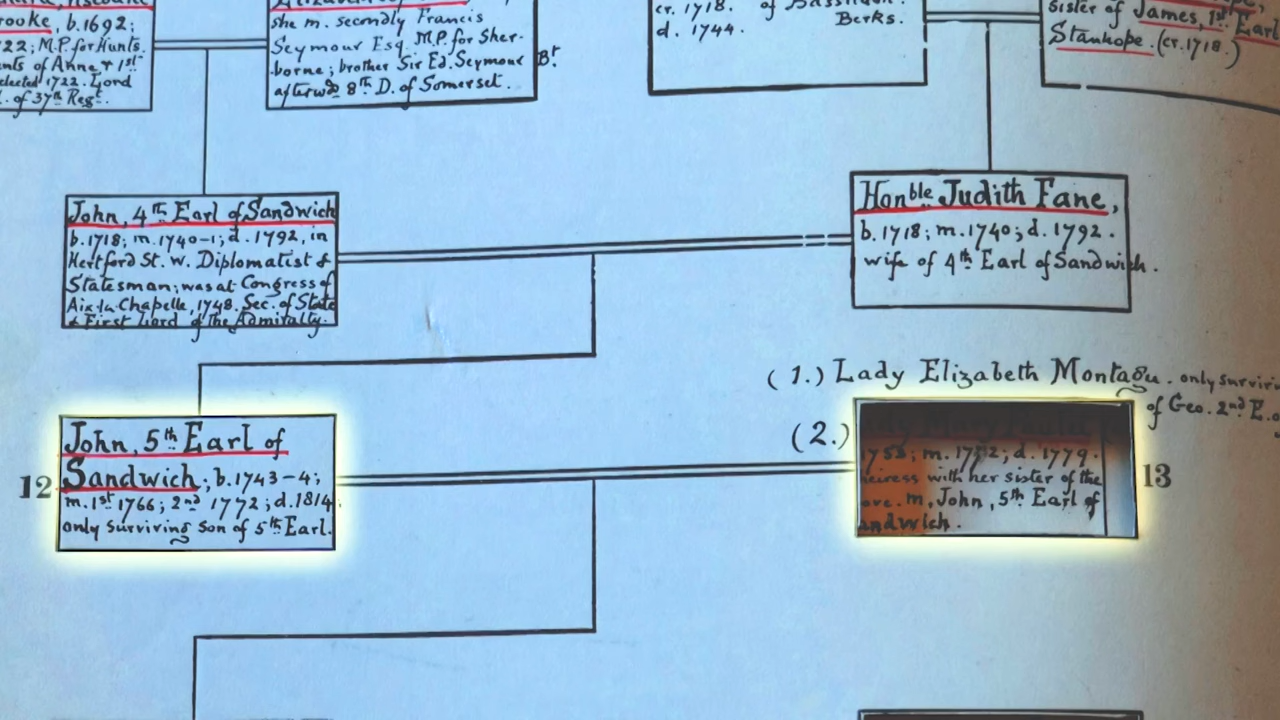 rooke, b.1692;
22; M.P. for Hunts.
nts of Anne & 1st
elected 1722. Lord
. of 37th Regt.
she m. secondly Francis
Seymour Esq. M.P. for Sher-
borne; brother Sir Ed. Seymour Bt.
afterwds 8th D. of Somerset.
cr. 1718. of
Berks.
d. 1744.
sister of James, 1st Earl
Stanhope. (cr. 1718.)
John, 4th Earl of Sandwich
b.1718; m.1740-1; d. 1792, in
Hertford St. W. Diplomatist &
Statesman; was at Congress of
Aix-la-Chapelle, 1748. Sec. of State
& First Lord of the Admiralty.
Honble Judith Fane,
b.1718; m.1740; d. 1792.
wife of 4th Earl of Sandwich.
(1.) Lady Elizabeth Montagu. only survivi
of Geo. 2nd E. o
12
John, 5th Earl of
Sandwich; b.1743-4;
m. 1st 1766; 2nd 1772; d.1814.
only surviving son of 5th Earl.
(2.)
m. 1772; d. 1779.
heiress with her sister of the
m. John, 5th Earl of
andwich.
13